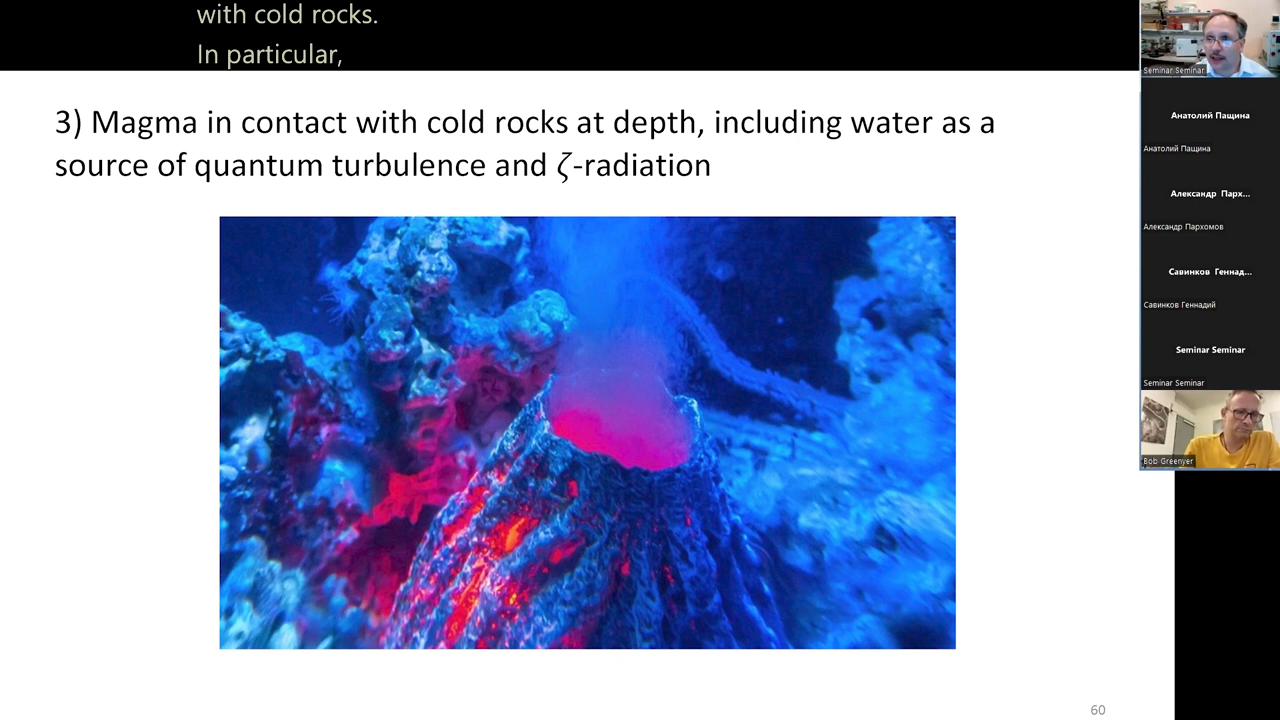 with cold rocks.
In particular,
3) Magma in contact with cold rocks at depth, including water as a
source of quantum turbulence and ζ-radiation
60
Seminar Seminar
Анатолий Пащина
Анатолий Пащина
Александр Парх...
Александр Пархомов
Савинков Геннад...
Савинков Геннадий
Seminar Seminar
Seminar Seminar
Bob Greenyer